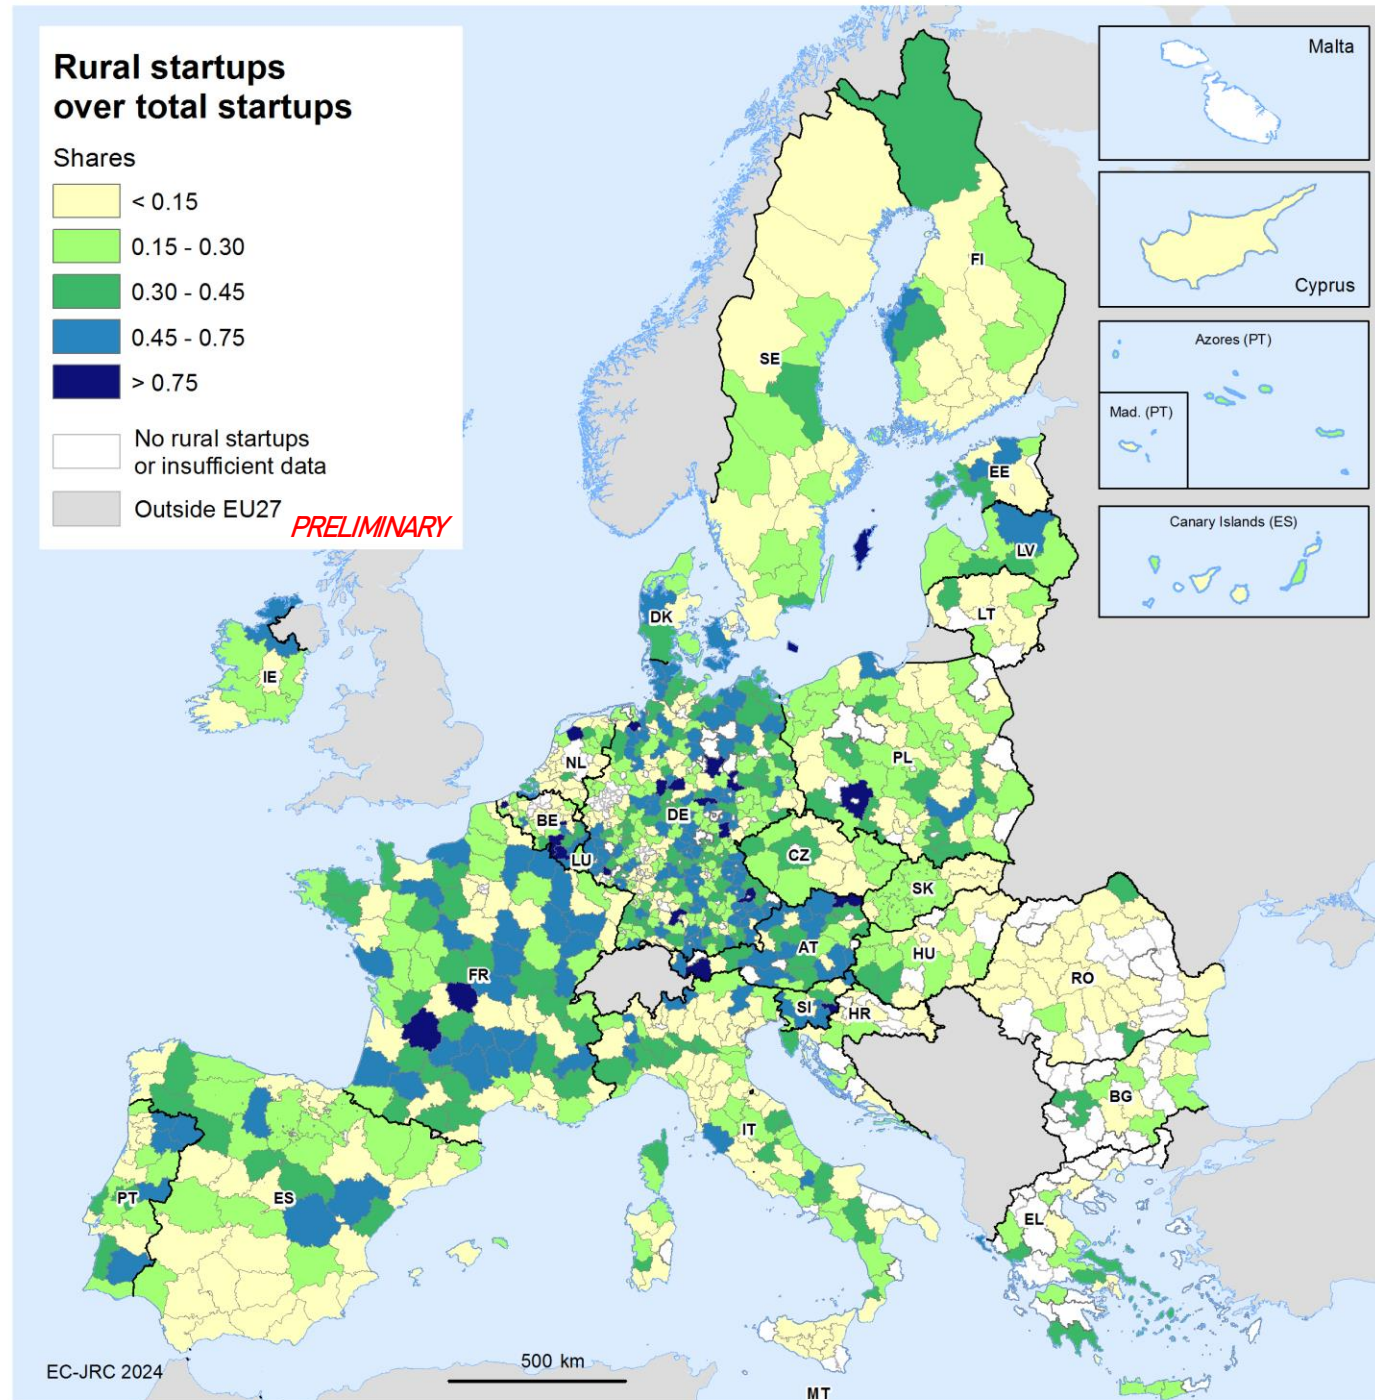 Rural startups
over total startups
Shares
< 0.15
0.15 - 0.30
0.30 - 0.45
0.45 - 0.75
> 0.75
No rural startups
or insufficient data
Outside EU27
PRELIMINARY
Malta
Cyprus
Azores (PT)
Mad. (PT)
Canary Islands (ES)
FI
SE
EE
LV
DK
LT
IE
NL
PL
BE
DE
LU
CZ
SK
AT
HU
FR
RO
SI
HR
BG
IT
PT
ES
EL
EC-JRC 2024
500 km
MT